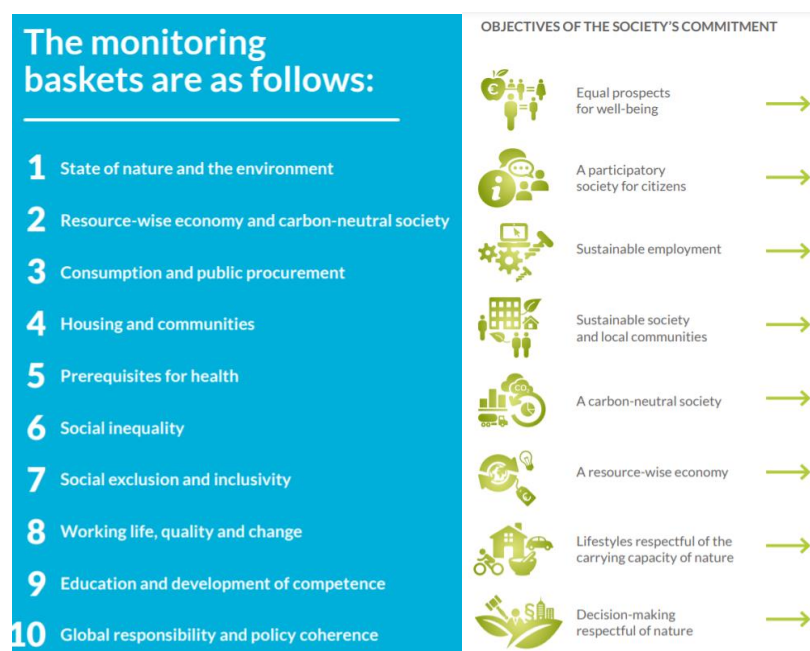 The monitoring
baskets are as follows:
1 State of nature and the environment
2 Resource-wise economy and carbon-neutral society
3 Consumption and public procurement
4 Housing and communities
5 Prerequisites for health
6 Social inequality
7 Social exclusion and inclusivity
8 Working life, quality and change
9 Education and development of competence
10 Global responsibility and policy coherence
OBJECTIVES OF THE SOCIETY'S COMMITMENT
€
Equal prospects
for well-being
i
A participatory
society for citizens
Sustainable employment
Sustainable society
and local communities
CO₂
A carbon-neutral society
€
A resource-wise economy
Lifestyles respectful of the
carrying capacity of nature
§
Decision-making
respectful of nature